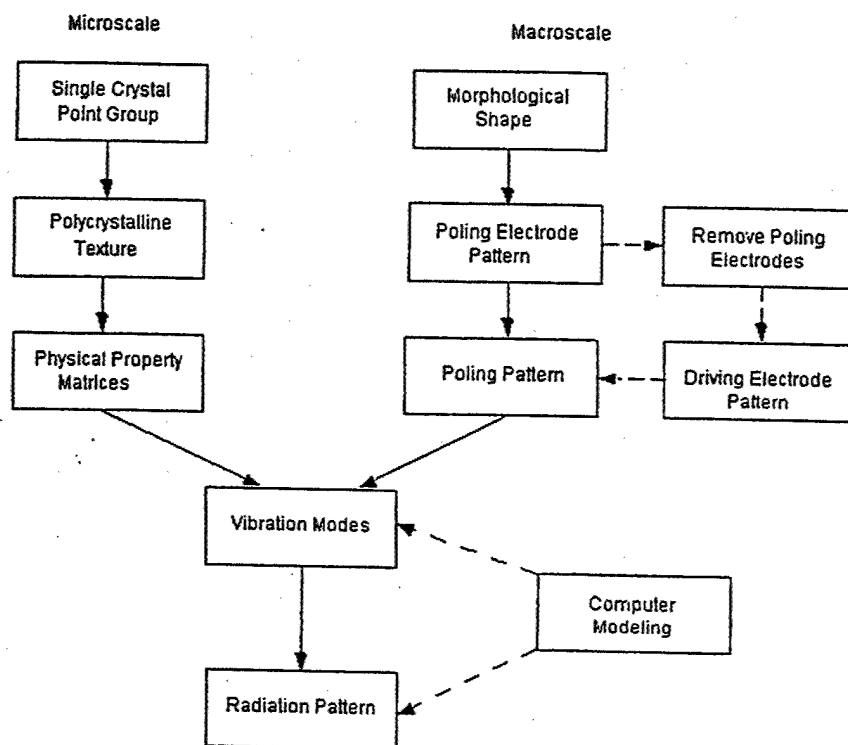 Microscale
Macroscale
Single Crystal
Point Group
Morphological
Shape
Polycrystalline
Texture
Poling Electrode
Pattern
Remove Poling
Electrodes
Physical Property
Matrices
Poling Pattern
Driving Electrode
Pattern
Vibration Modes
Computer
Modeling
Radiation Pattern